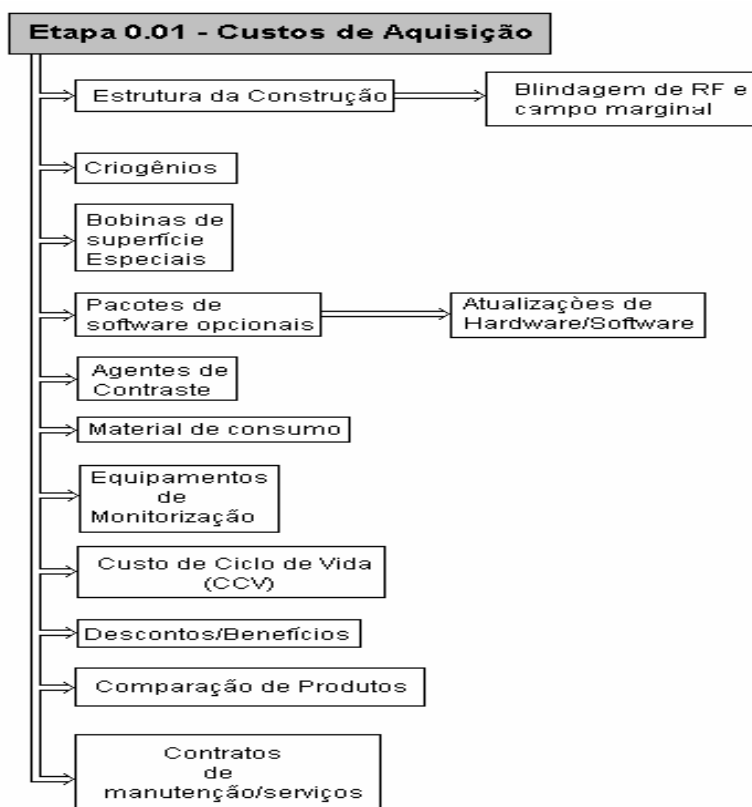 Etapa 0.01 - Custos de Aquisição
Estrutura da Construção
Blindagem de RF e
campo marginal
Criogênios
Bobinas de
superfície
Especiais
Pacotes de
software opcionais
Atualizações de
Hardware/Software
Agentes de
Contraste
Material de consumo
Equipamentos
de
Monitorização
Custo de Ciclo de Vida
(CCV)
Descontos/Benefícios
Comparação de Produtos
Contratos
de
manutenção/serviços